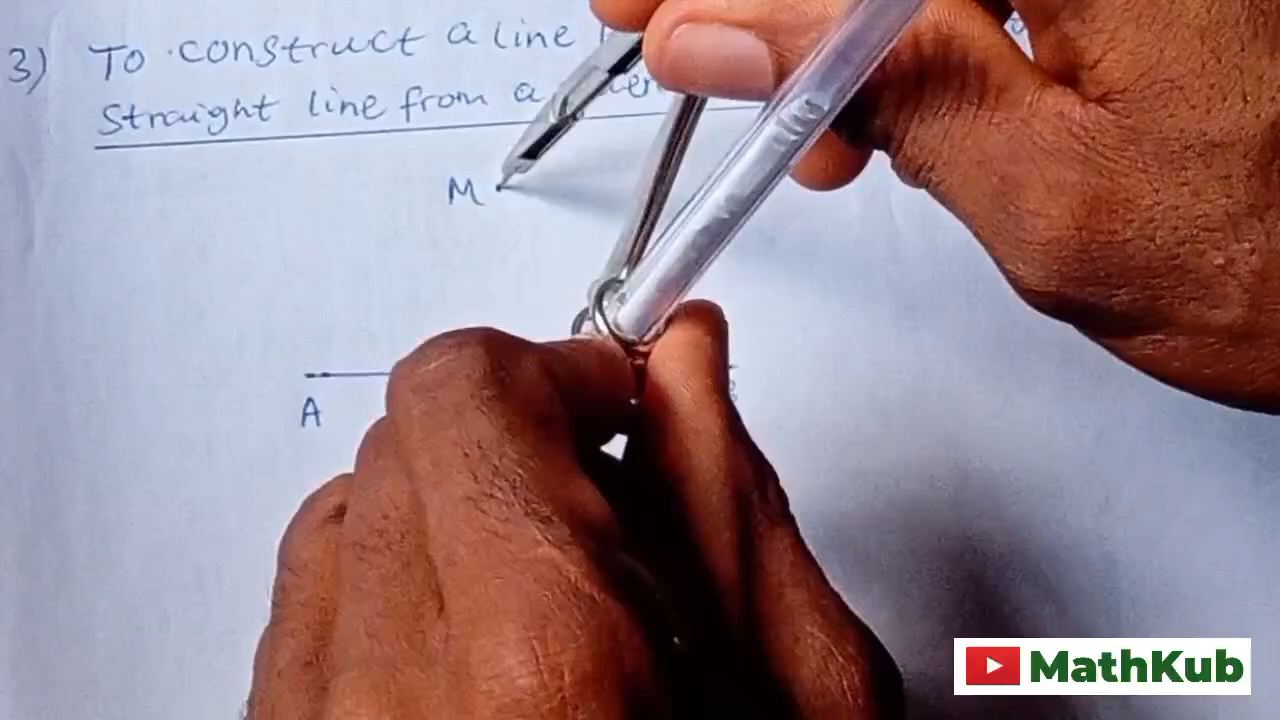 3) To construct a line
Straight line from a
M
A
MathKub